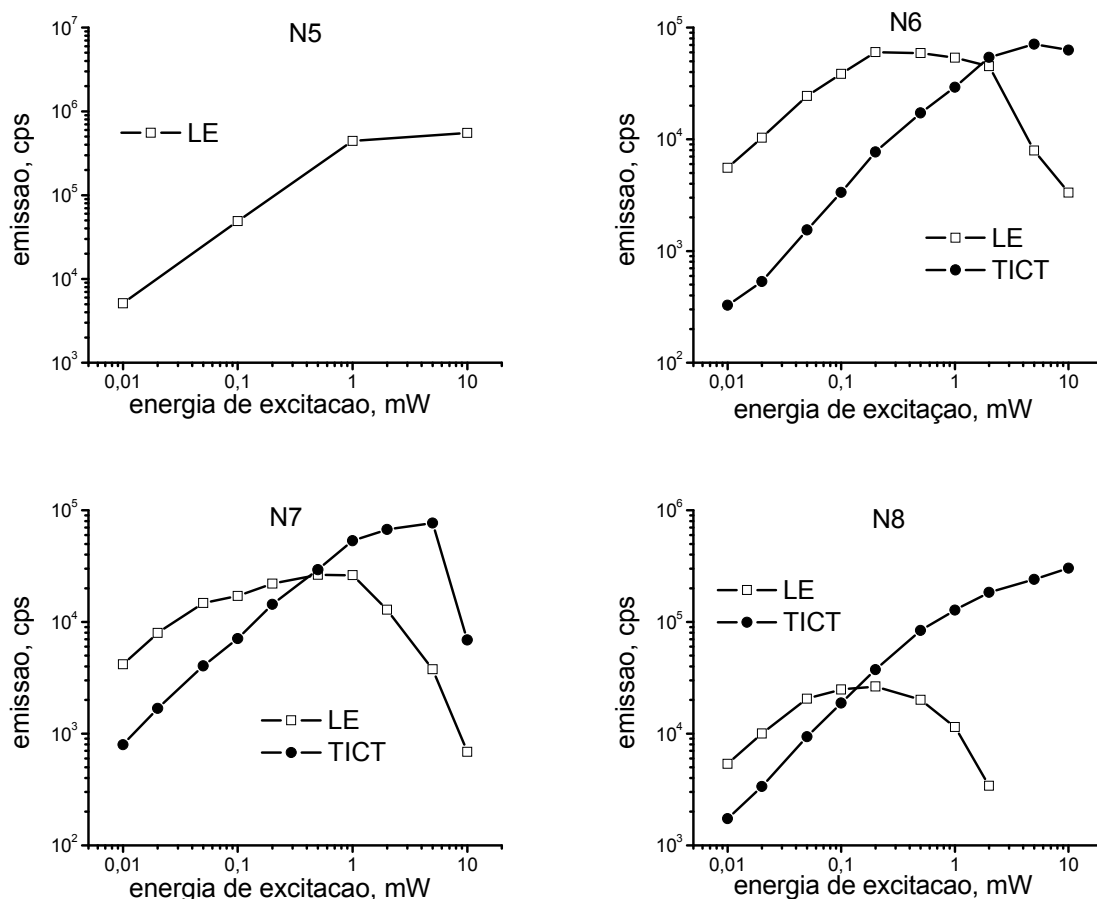 N5
10^7
10^6
10^5
10^4
10^3
emissao, cps
LE
0,01 0,1 1 10
energia de excitacao, mW
N6
10^5
10^4
10^3
10^2
emissao, cps
LE
TICT
0,01 0,1 1 10
energia de excitaçao, mW
N7
10^5
10^4
10^3
10^2
emissao, cps
LE
TICT
0,01 0,1 1 10
energia de excitacao, mW
N8
10^6
10^5
10^4
10^3
emissao, cps
LE
TICT
0,01 0,1 1 10
energia de excitacao, mW